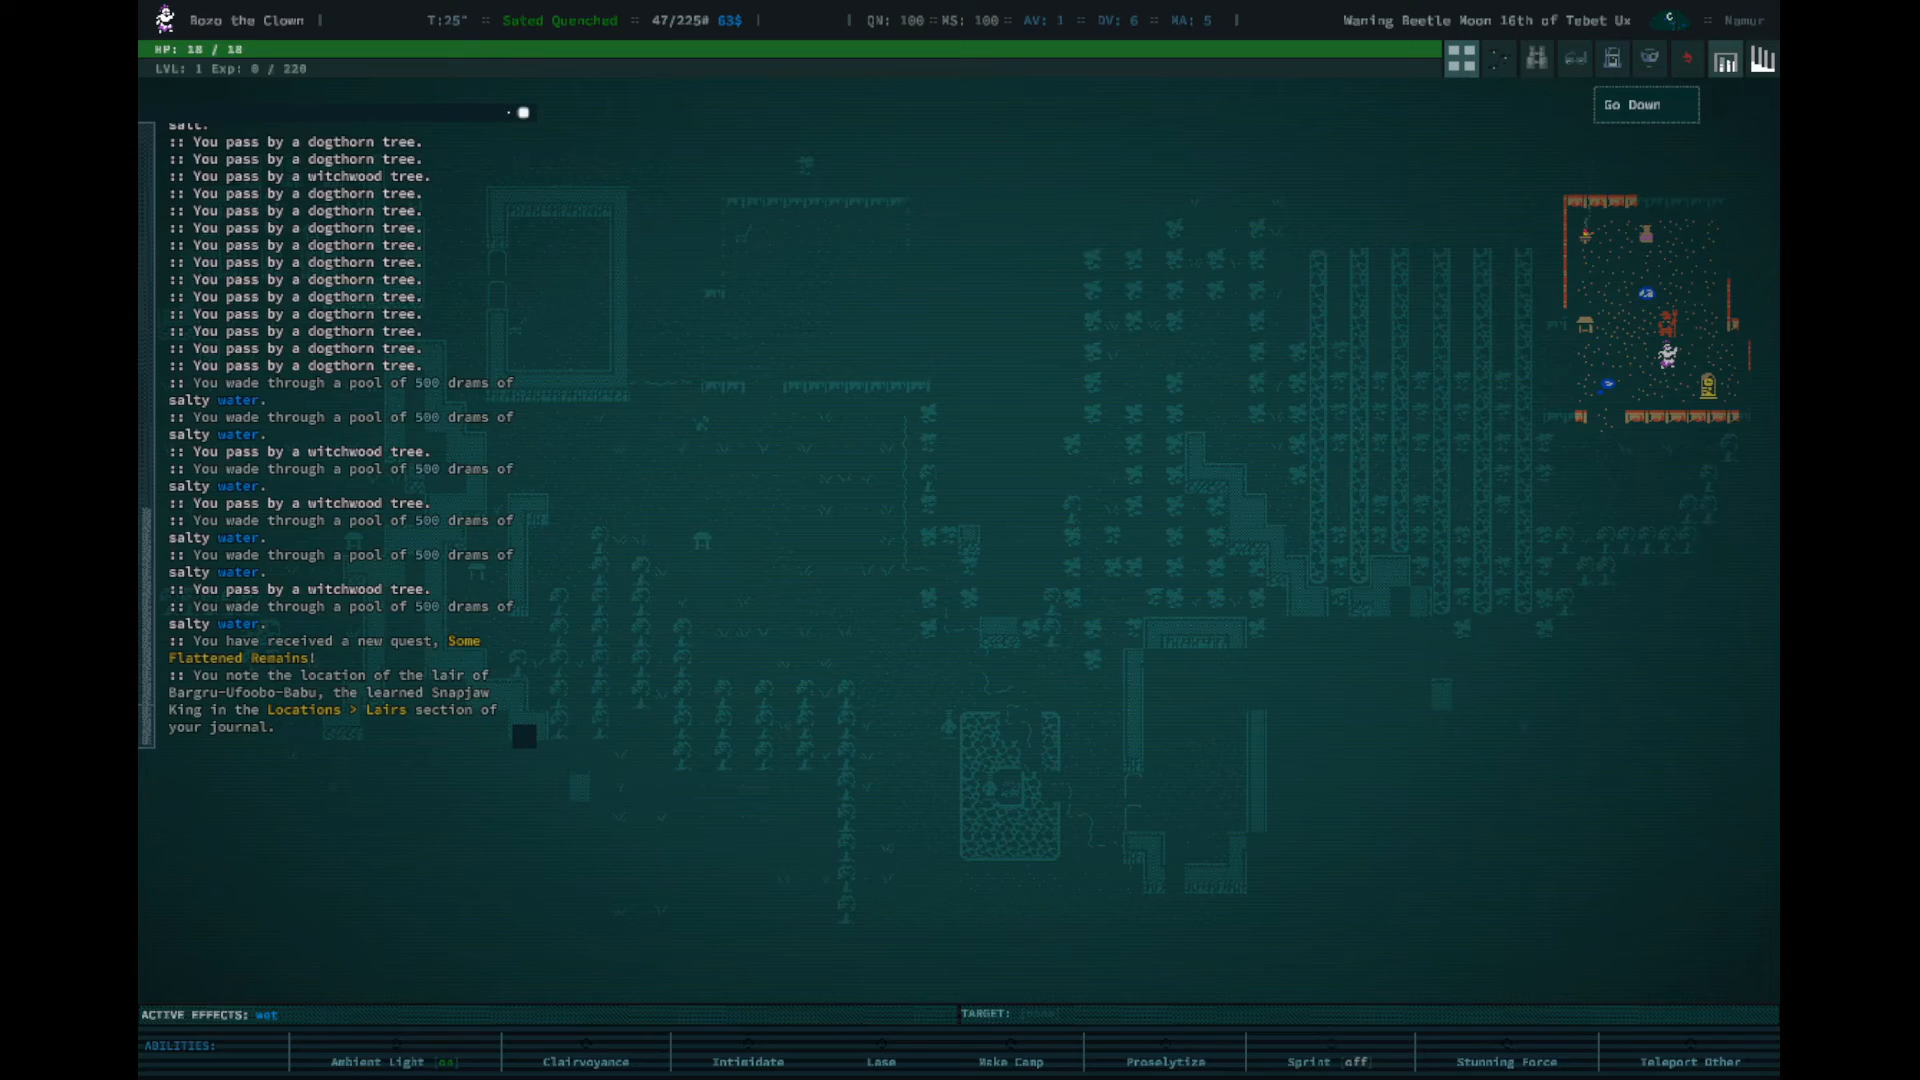 Bozo the Clown | T:25° :: Sated Quenched :: 47/225# 63$ | | QN: 100 :: MS: 100 :: AV: 1 :: DV: 6 :: MA: 5 | Waning Beetle Moon 16th of Tebet Ux :: Namur
HP: 18 / 18
LVL: 1 Exp: 0 / 220
Go Down
salt.
:: You pass by a dogthorn tree.
:: You pass by a dogthorn tree.
:: You pass by a witchwood tree.
:: You pass by a dogthorn tree.
:: You pass by a dogthorn tree.
:: You pass by a dogthorn tree.
:: You pass by a dogthorn tree.
:: You pass by a dogthorn tree.
:: You pass by a dogthorn tree.
:: You pass by a dogthorn tree.
:: You pass by a dogthorn tree.
:: You pass by a dogthorn tree.
:: You pass by a dogthorn tree.
:: You pass by a dogthorn tree.
:: You wade through a pool of 500 drams of
salty water.
:: You wade through a pool of 500 drams of
salty water.
:: You pass by a witchwood tree.
:: You wade through a pool of 500 drams of
salty water.
:: You pass by a witchwood tree.
:: You wade through a pool of 500 drams of
salty water.
:: You wade through a pool of 500 drams of
salty water.
:: You pass by a witchwood tree.
:: You wade through a pool of 500 drams of
salty water.
:: You have received a new quest, Some
Flattened Remains!
:: You note the location of the lair of
Bargru-Ufoobo-Babu, the learned Snapjaw
King in the Locations > Lairs section of
your journal.
ACTIVE EFFECTS: wet
TARGET: [none]
ABILITIES:
Ambient Light [on] Clairvoyance Intimidate Lase Make Camp Proselytize Sprint [off] Stunning Force Teleport Other